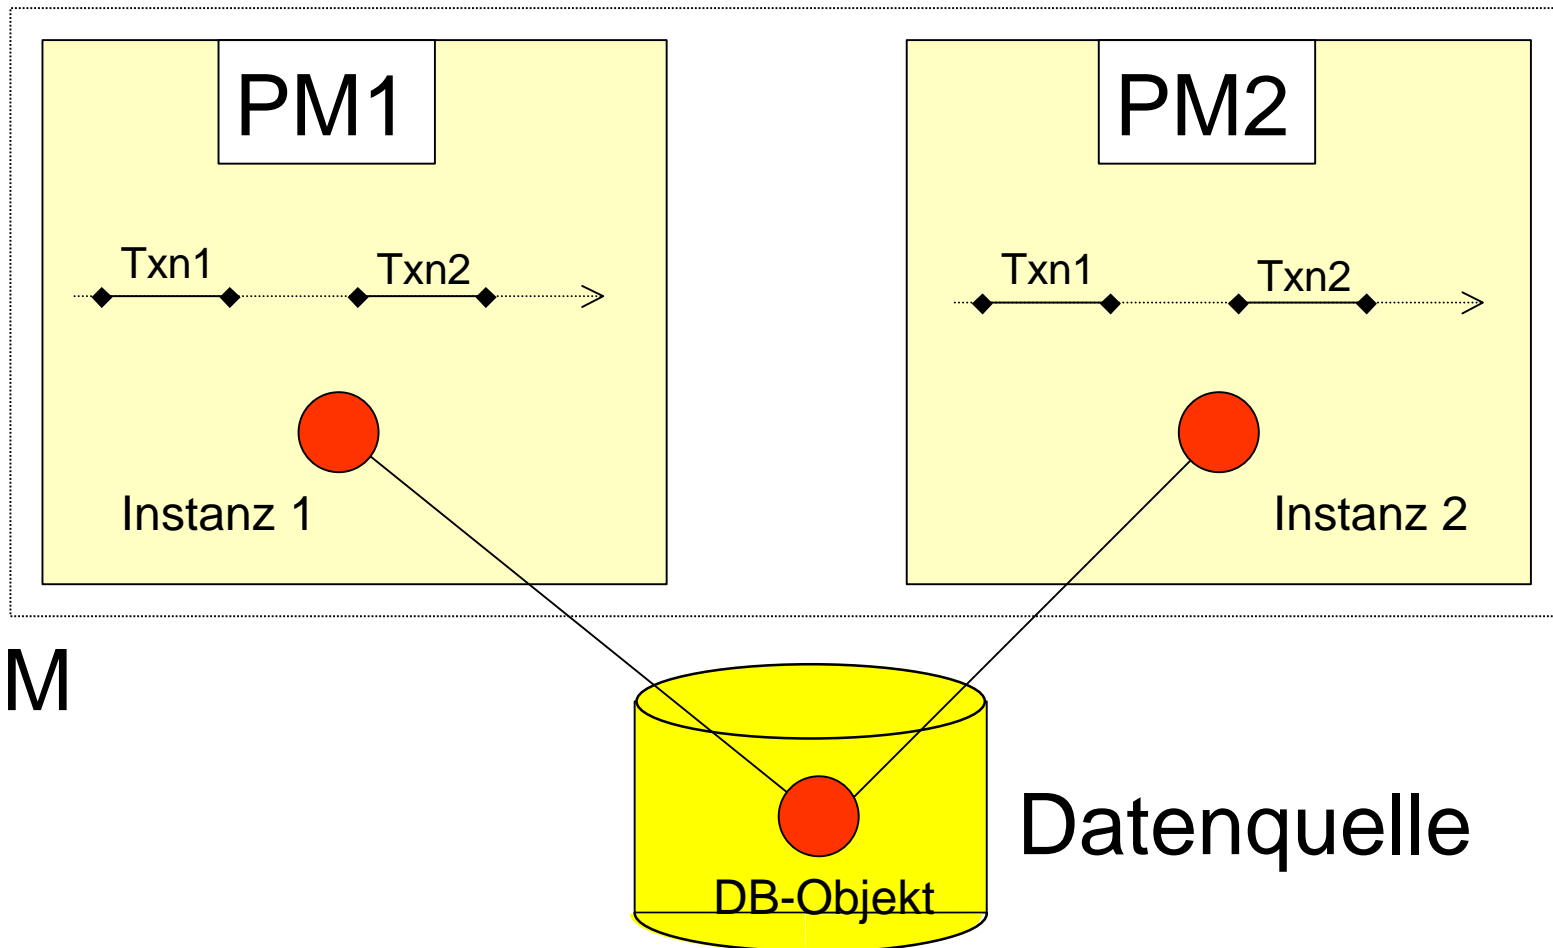 PM1
PM2
Txn1
Txn2
Txn1
Txn2
Instanz 1
Instanz 2
M
Datenquelle
DB-Objekt